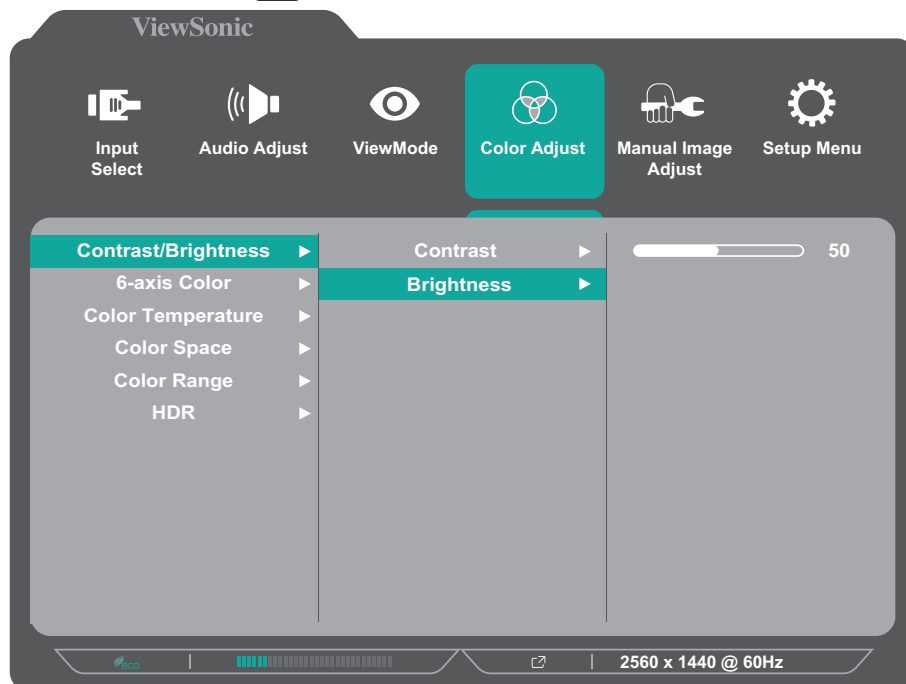 ViewSonic
Input Select
Audio Adjust
ViewMode
Color Adjust
Manual Image Adjust
Setup Menu
Contrast/Brightness
6-axis Color
Color Temperature
Color Space
Color Range
HDR
Contrast
Brightness
50
eco
2560 x 1440 @ 60Hz